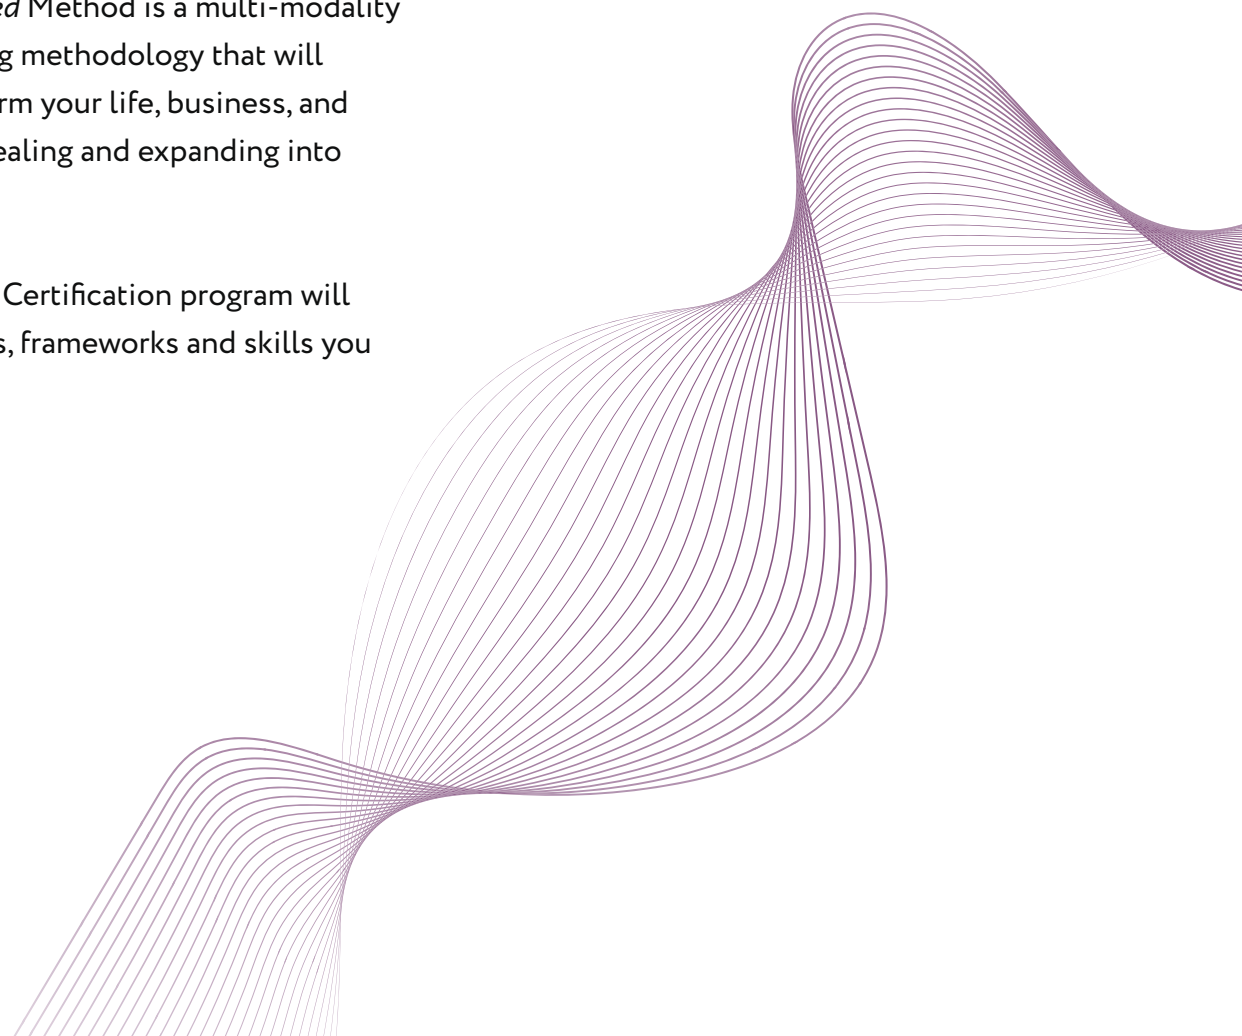 ed Method is a multi-modality
g methodology that will
rm your life, business, and
ealing and expanding into
Certification program will
s, frameworks and skills you